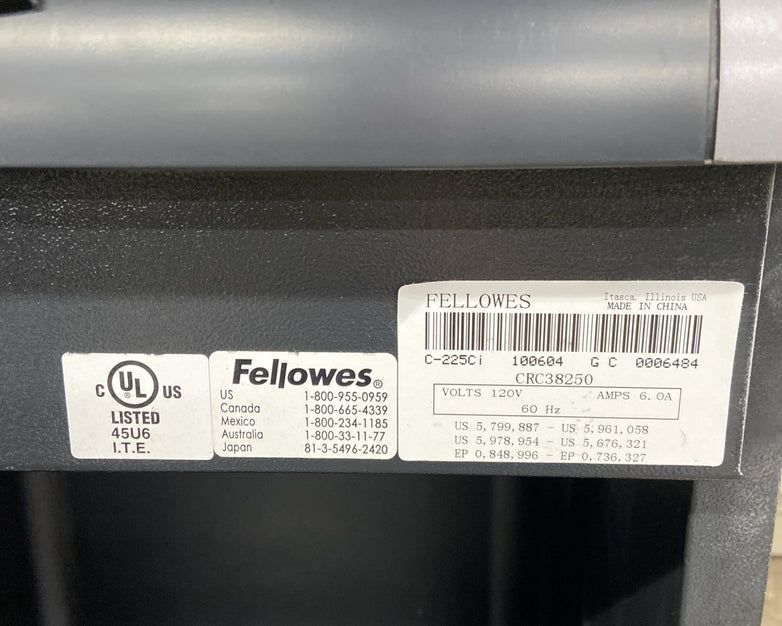 C UL US
LISTED
45U6
I.T.E.
Fellowes®
US 1-800-955-0959
Canada 1-800-665-4339
Mexico 1-800-234-1185
Australia 1-800-33-11-77
Japan 81-3-5496-2420
FELLOWES Itasca. Illinois USA
MADE IN CHINA
C-225Ci 100604 G C 0006484
CRC38250
VOLTS 120V AMPS 6.0A
60 Hz
US 5,799,887 - US 5,961,058
US 5,978,954 - US 5,676,321
EP 0,848,996 - EP 0,736,327